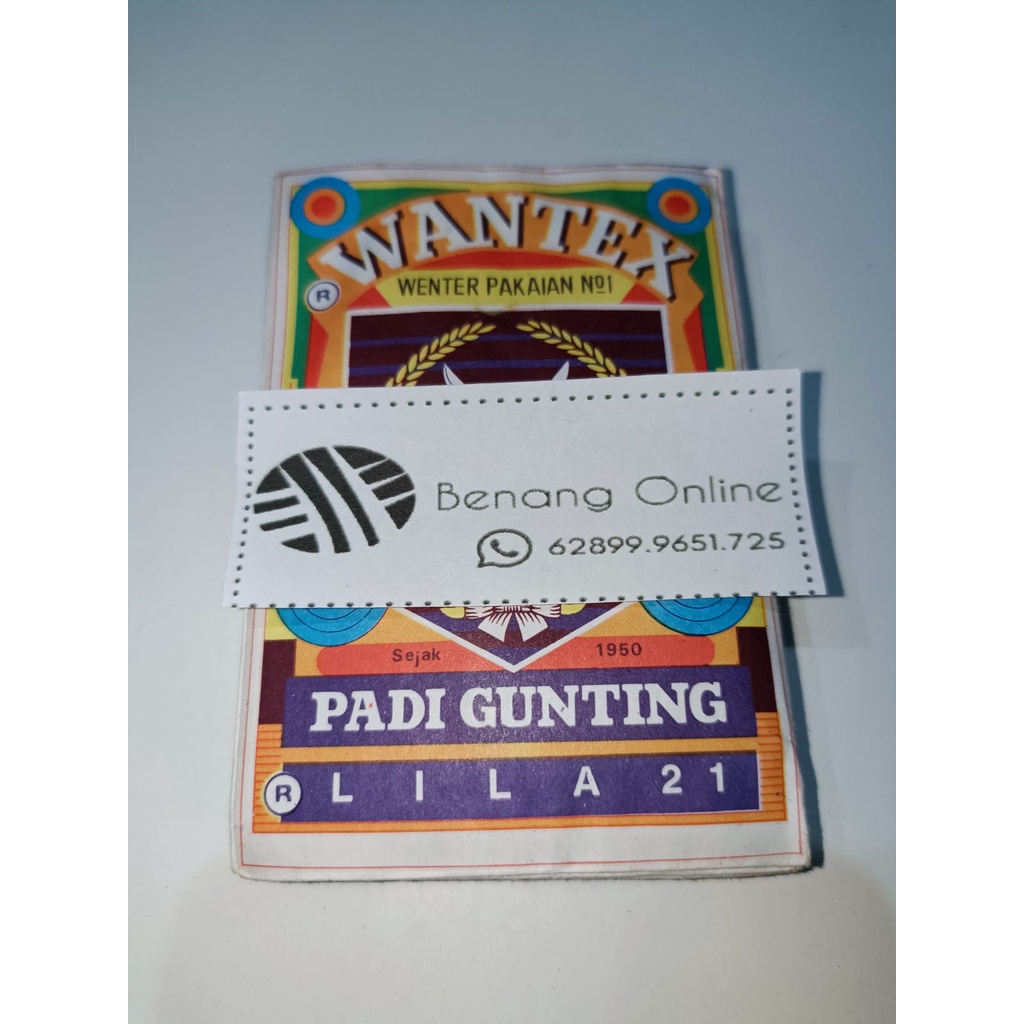 WANTEX
® WENTER PAKAIAN Nº1
Benang Online
62899.9651.725
Sejak 1950
PADI GUNTING
® LILA 21